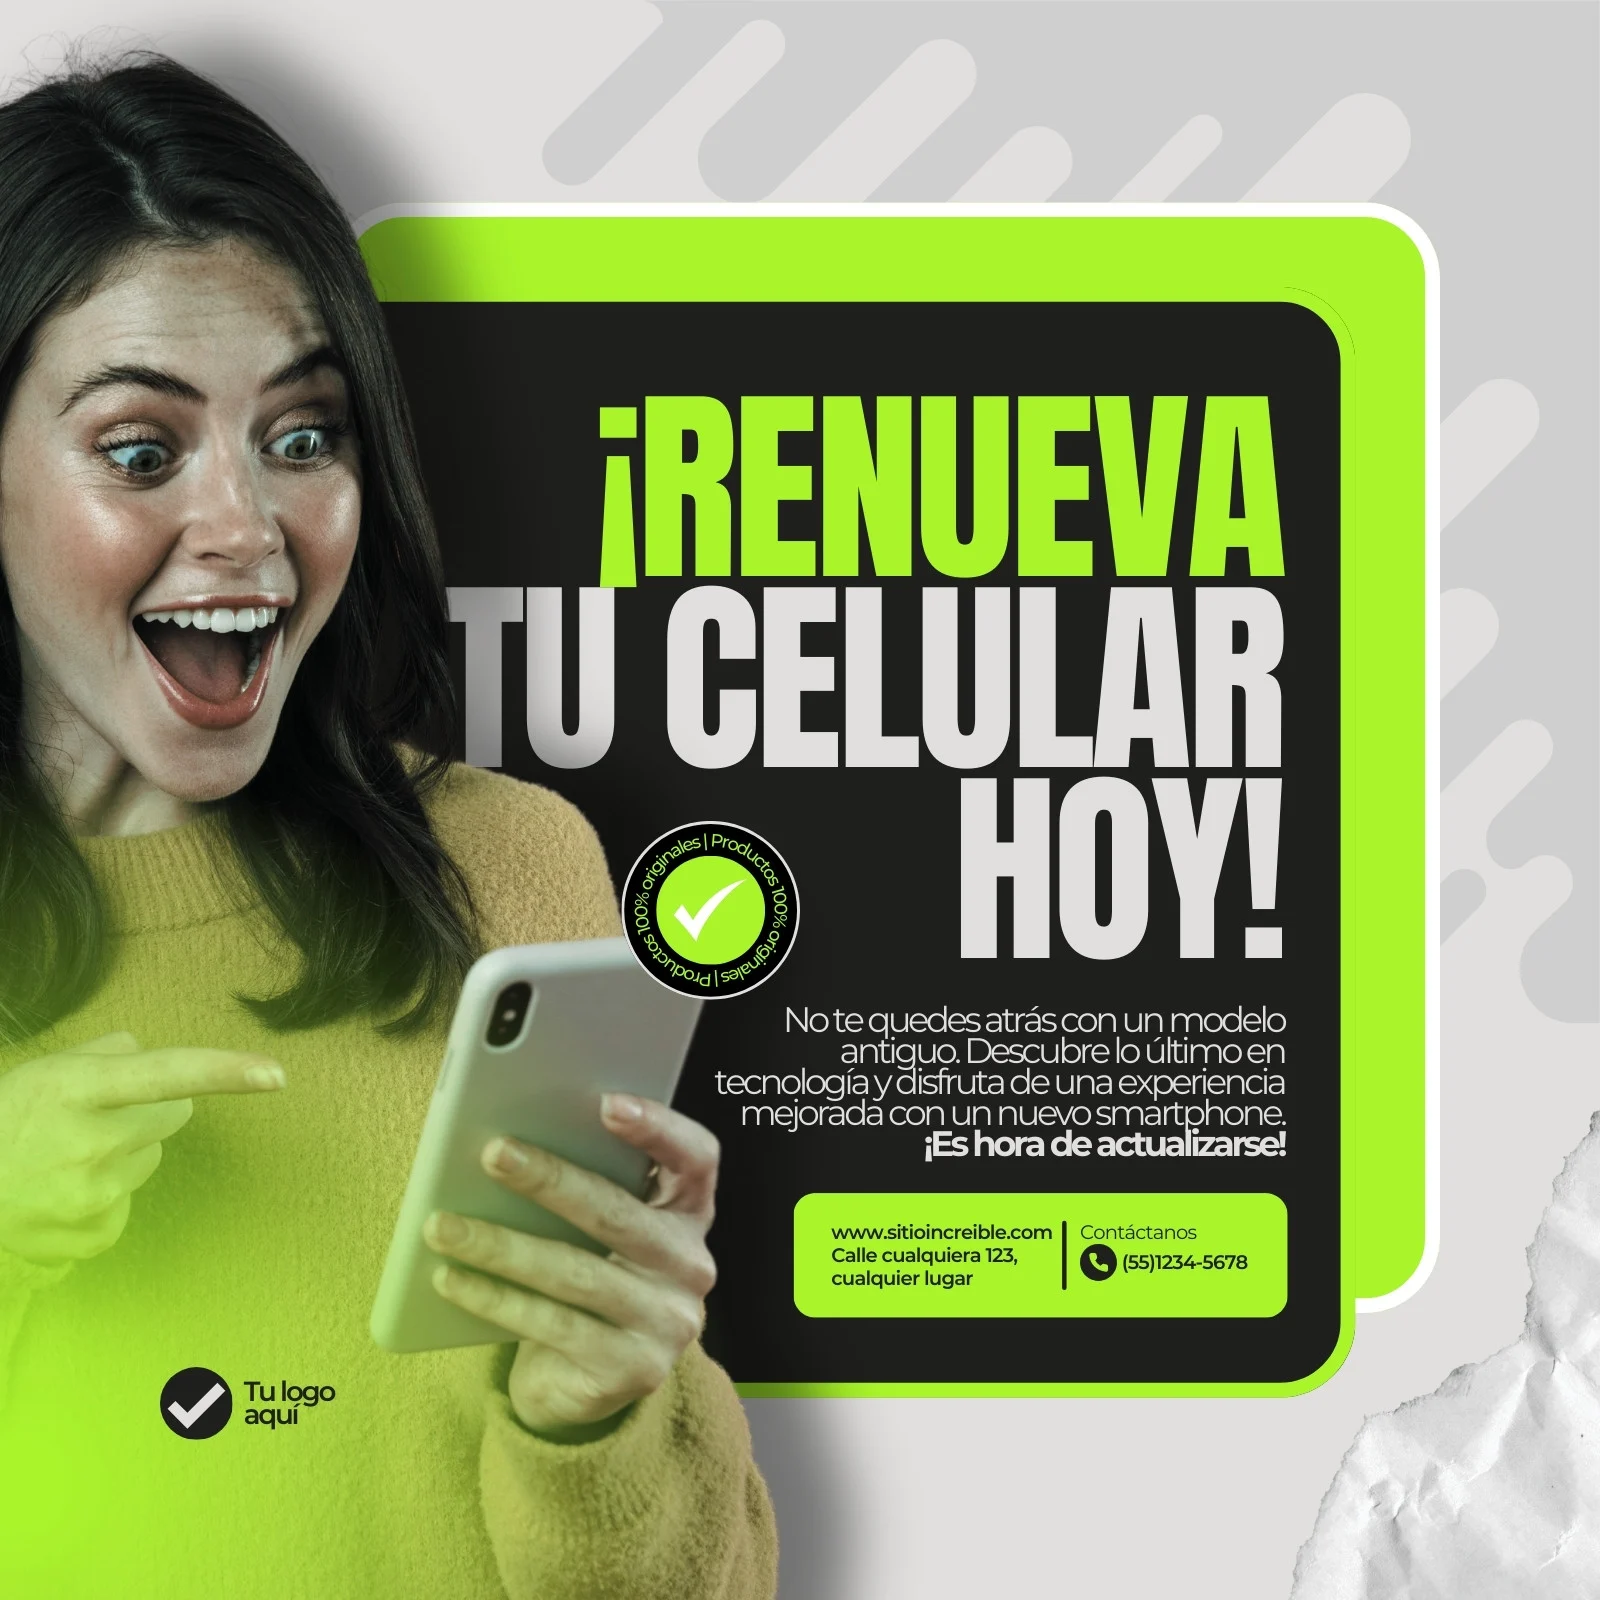 ¡RENUEVA
TU CELULAR
HOY!
Productos 100% originales | Productos 100% originales |
No te quedes atrás con un modelo
antiguo. Descubre lo último en
tecnología y disfruta de una experiencia
mejorada con un nuevo smartphone.
¡Es hora de actualizarse!
www.sitioincreible.com
Calle cualquiera 123,
cualquier lugar
Contáctanos
(55)1234-5678
Tu logo
aquí